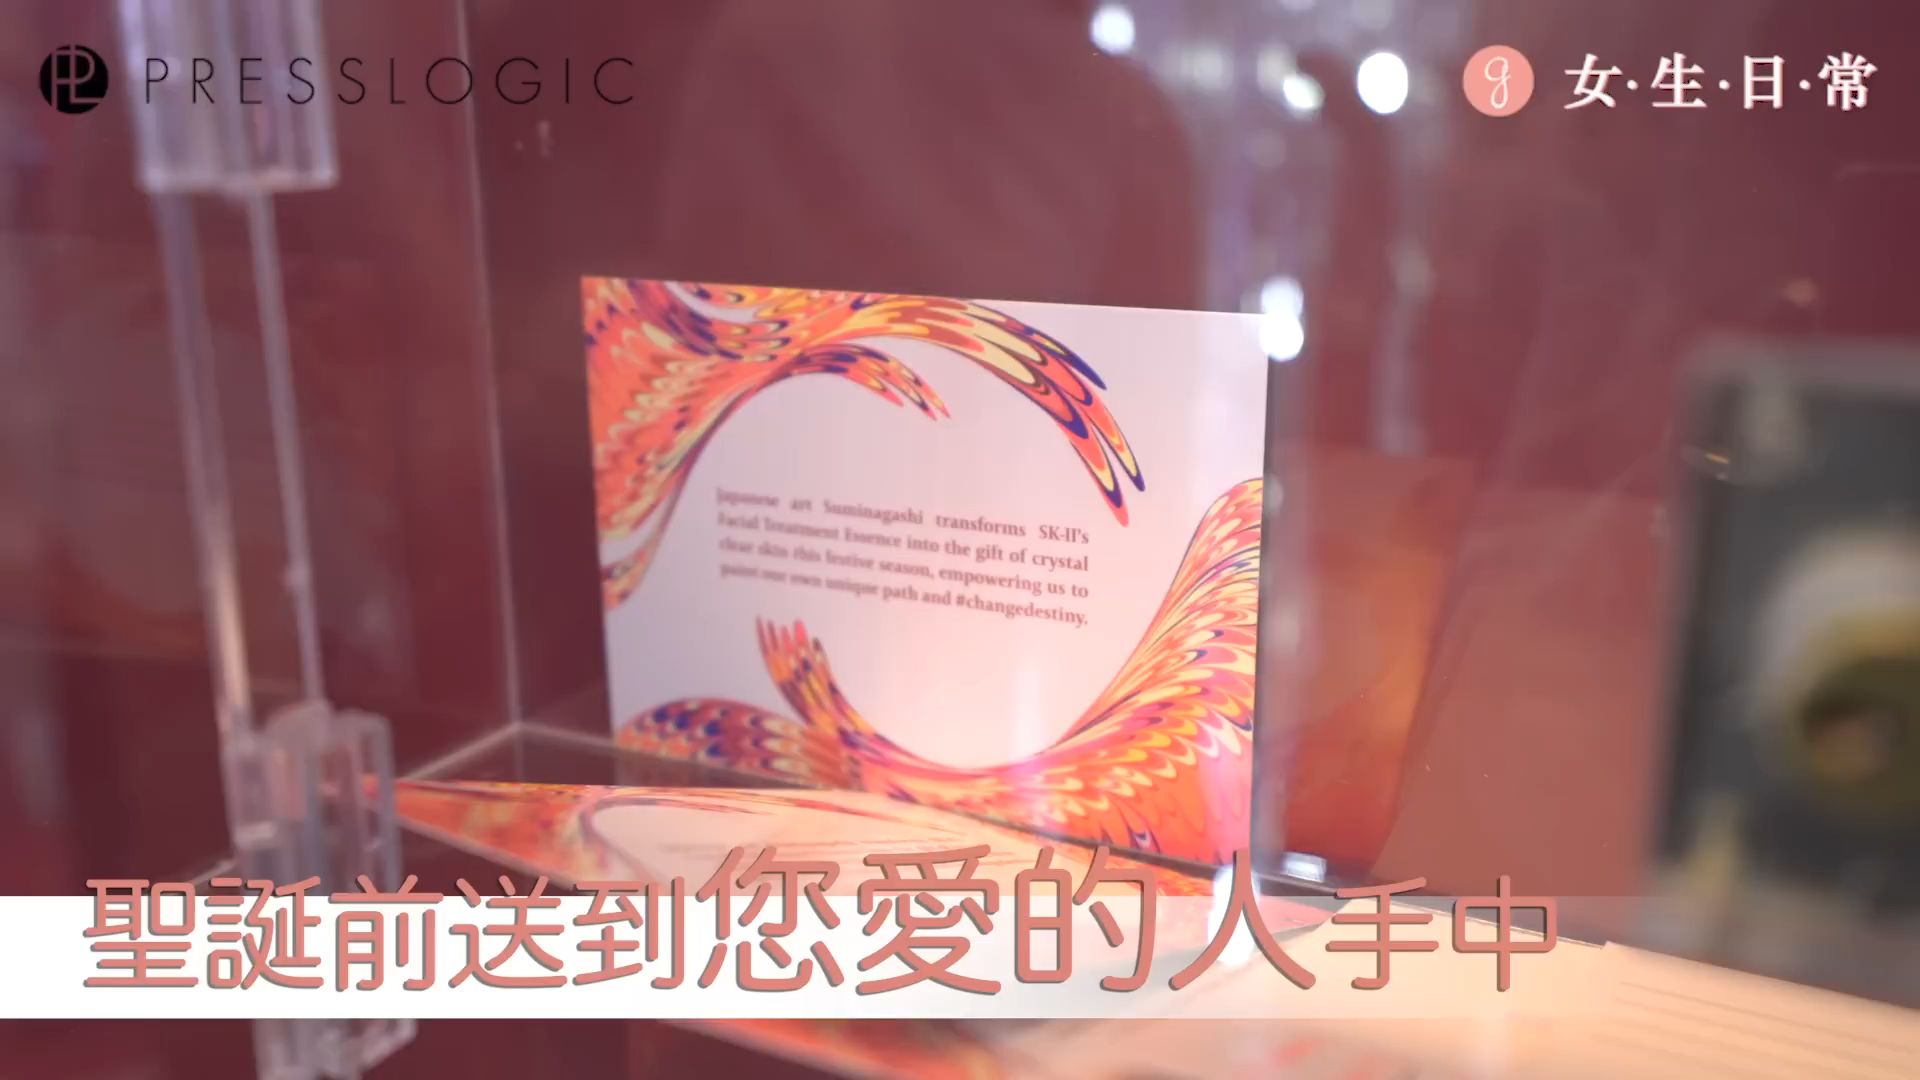 PRESSLOGIC
女·生·日·常
Japanese art Suminagashi transforms SK-II's
Facial Treatment Essence into the gift of crystal
clear skin this festive season, empowering us to
paint our own unique path and #changedestiny.
聖誕前送到您愛的人手中